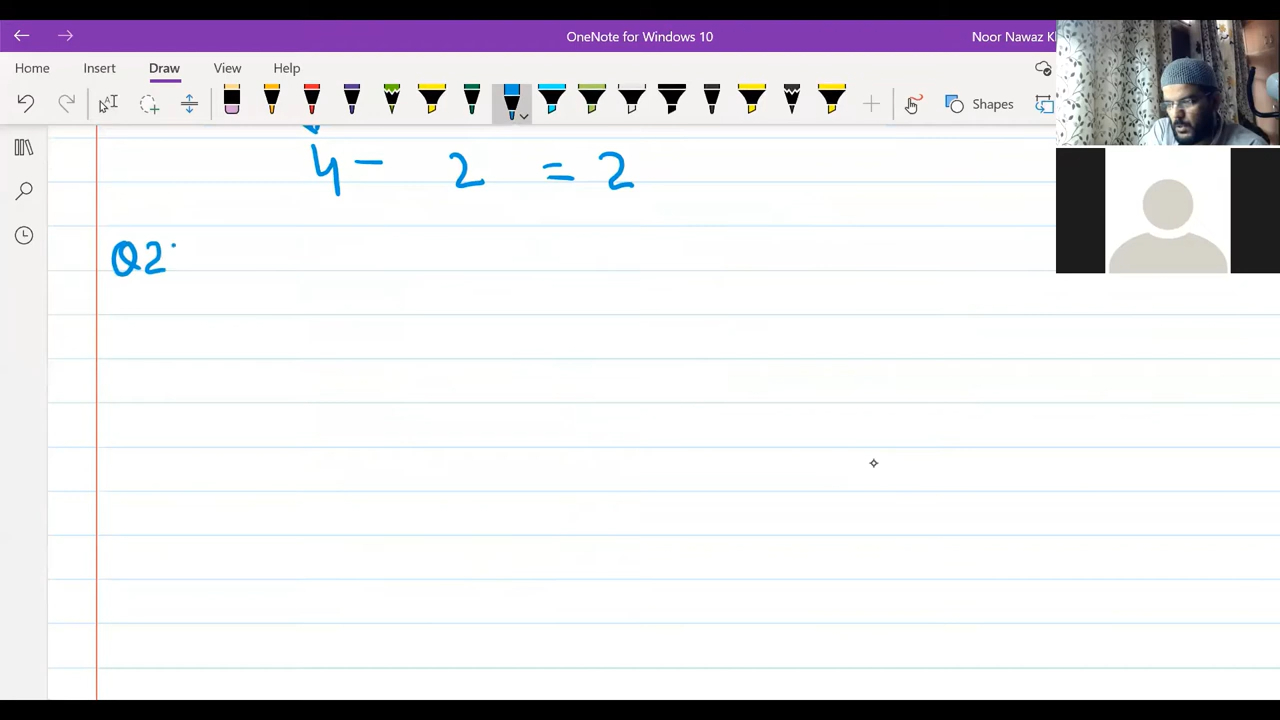 OneNote for Windows 10
Noor Nawaz K
Home Insert Draw View Help
Shapes
4 - 2 = 2
Q2.